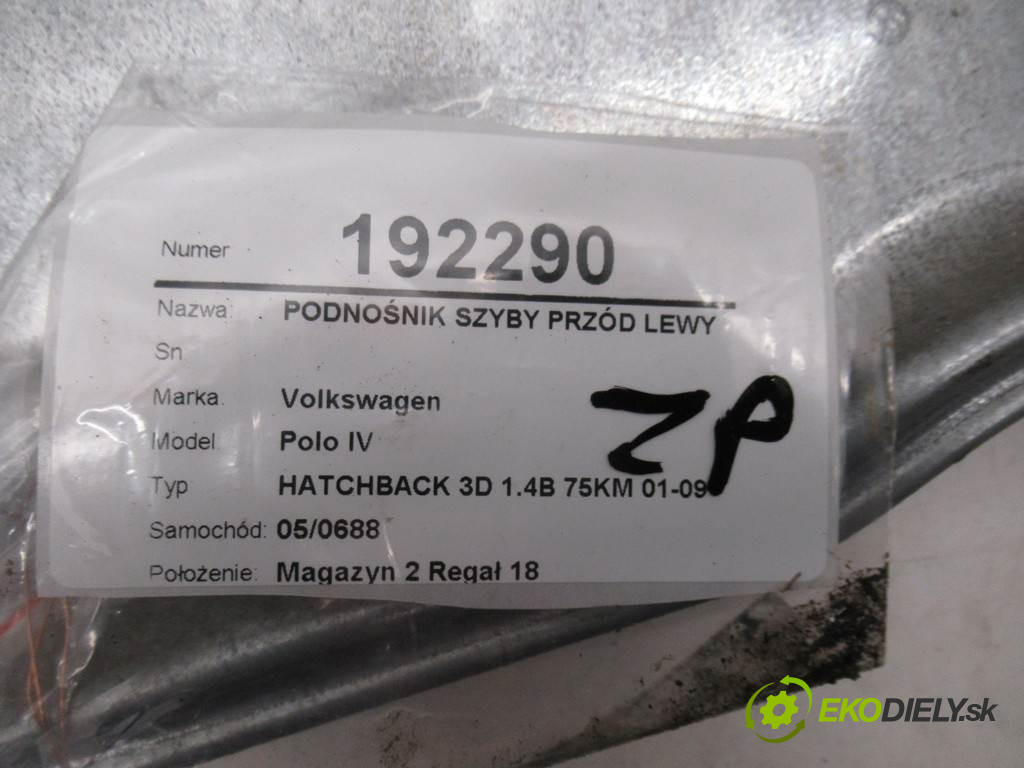 Numer 192290
Nazwa: PODNOŚNIK SZYBY PRZÓD LEWY
Sn
Marka Volkswagen
Model Polo IV
Typ HATCHBACK 3D 1.4B 75KM 01-09
Samochód: 05/0688
Położenie: Magazyn 2 Regał 18
ZP
EKODIELY.sk